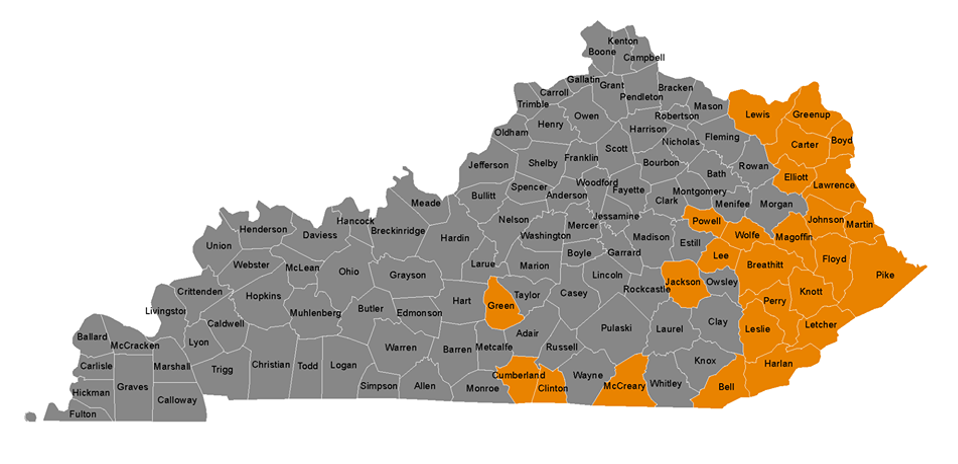 Kenton
Boone
Campbell
Gallatin
Grant
Carroll
Pendleton
Bracken
Trimble
Mason
Lewis
Greenup
Owen
Robertson
Henry
Harrison
Fleming
Boyd
Oldham
Nicholas
Carter
Scott
Shelby
Franklin
Bourbon
Jefferson
Rowan
Bath
Elliott
Woodford
Lawrence
Spencer
Fayette
Montgomery
Anderson
Bullitt
Clark
Menifee
Morgan
Meade
Jessamine
Hancock
Nelson
Powell
Johnson
Mercer
Martin
Henderson
Breckinridge
Daviess
Washington
Madison
Wolfe
Magoffin
Hardin
Estill
Union
Boyle
Garrard
Lee
Floyd
Webster
McLean
Larue
Marion
Breathitt
Ohio
Grayson
Lincoln
Pike
Jackson
Owsley
Rockcastle
Crittenden
Hopkins
Taylor
Casey
Knott
Hart
Green
Perry
Livingstor
Muhlenberg
Butler
Edmonson
Caldwell
Clay
Letcher
Adair
Pulaski
Laurel
Leslie
Ballard
McCracken
Lyon
Warren
Barren
Metcalfe
Russell
Carlisle
Marshall
Trigg
Christian
Todd
Logan
Knox
Harlan
Cumberland
Wayne
Hickman
Graves
Simpson
Allen
Monroe
Clinton
McCreary
Whitley
Bell
Calloway
Fulton